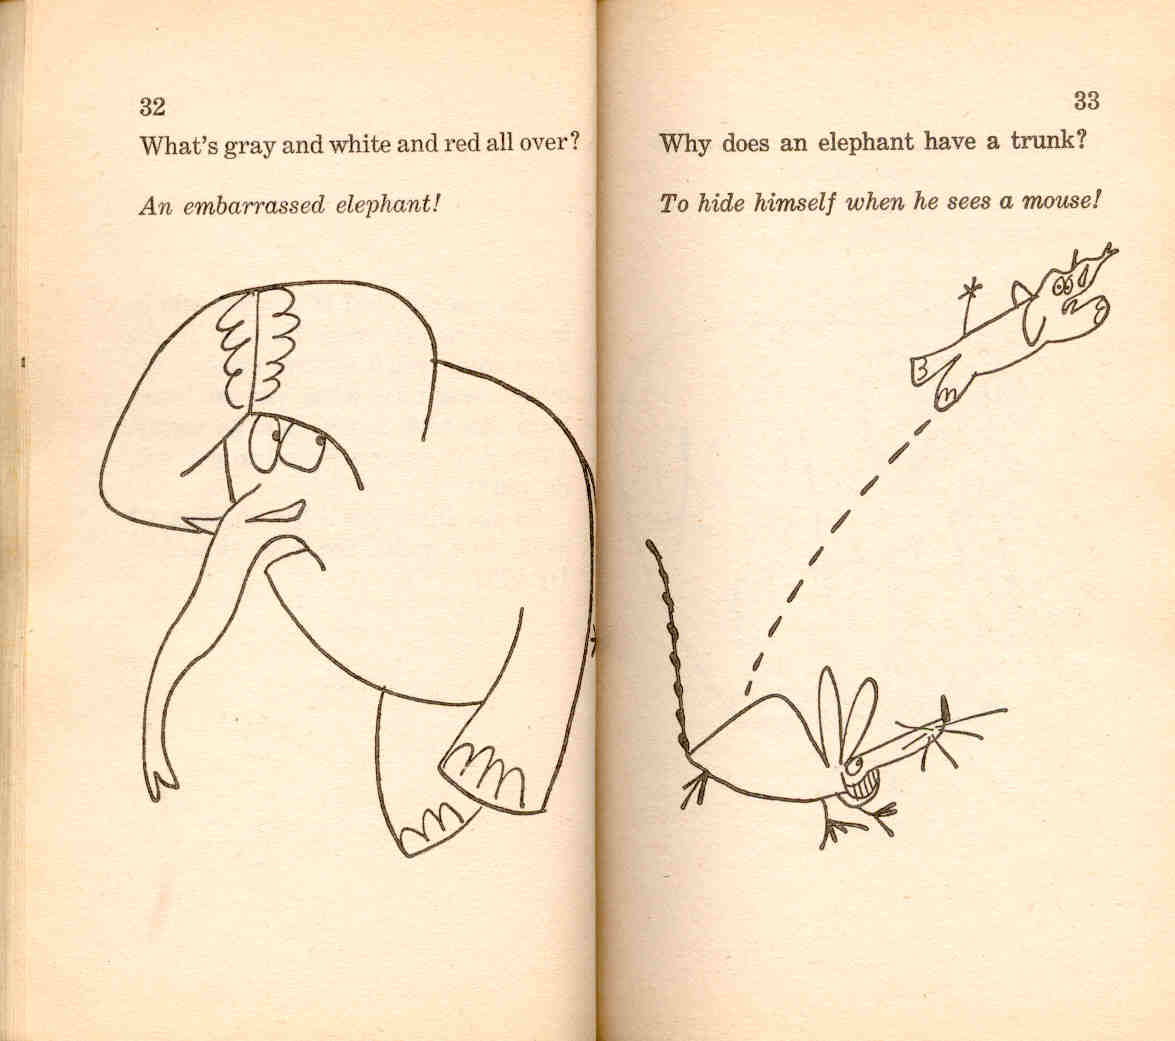 32
What's gray and white and red all over?
An embarrassed elephant!
33
Why does an elephant have a trunk?
To hide himself when he sees a mouse!